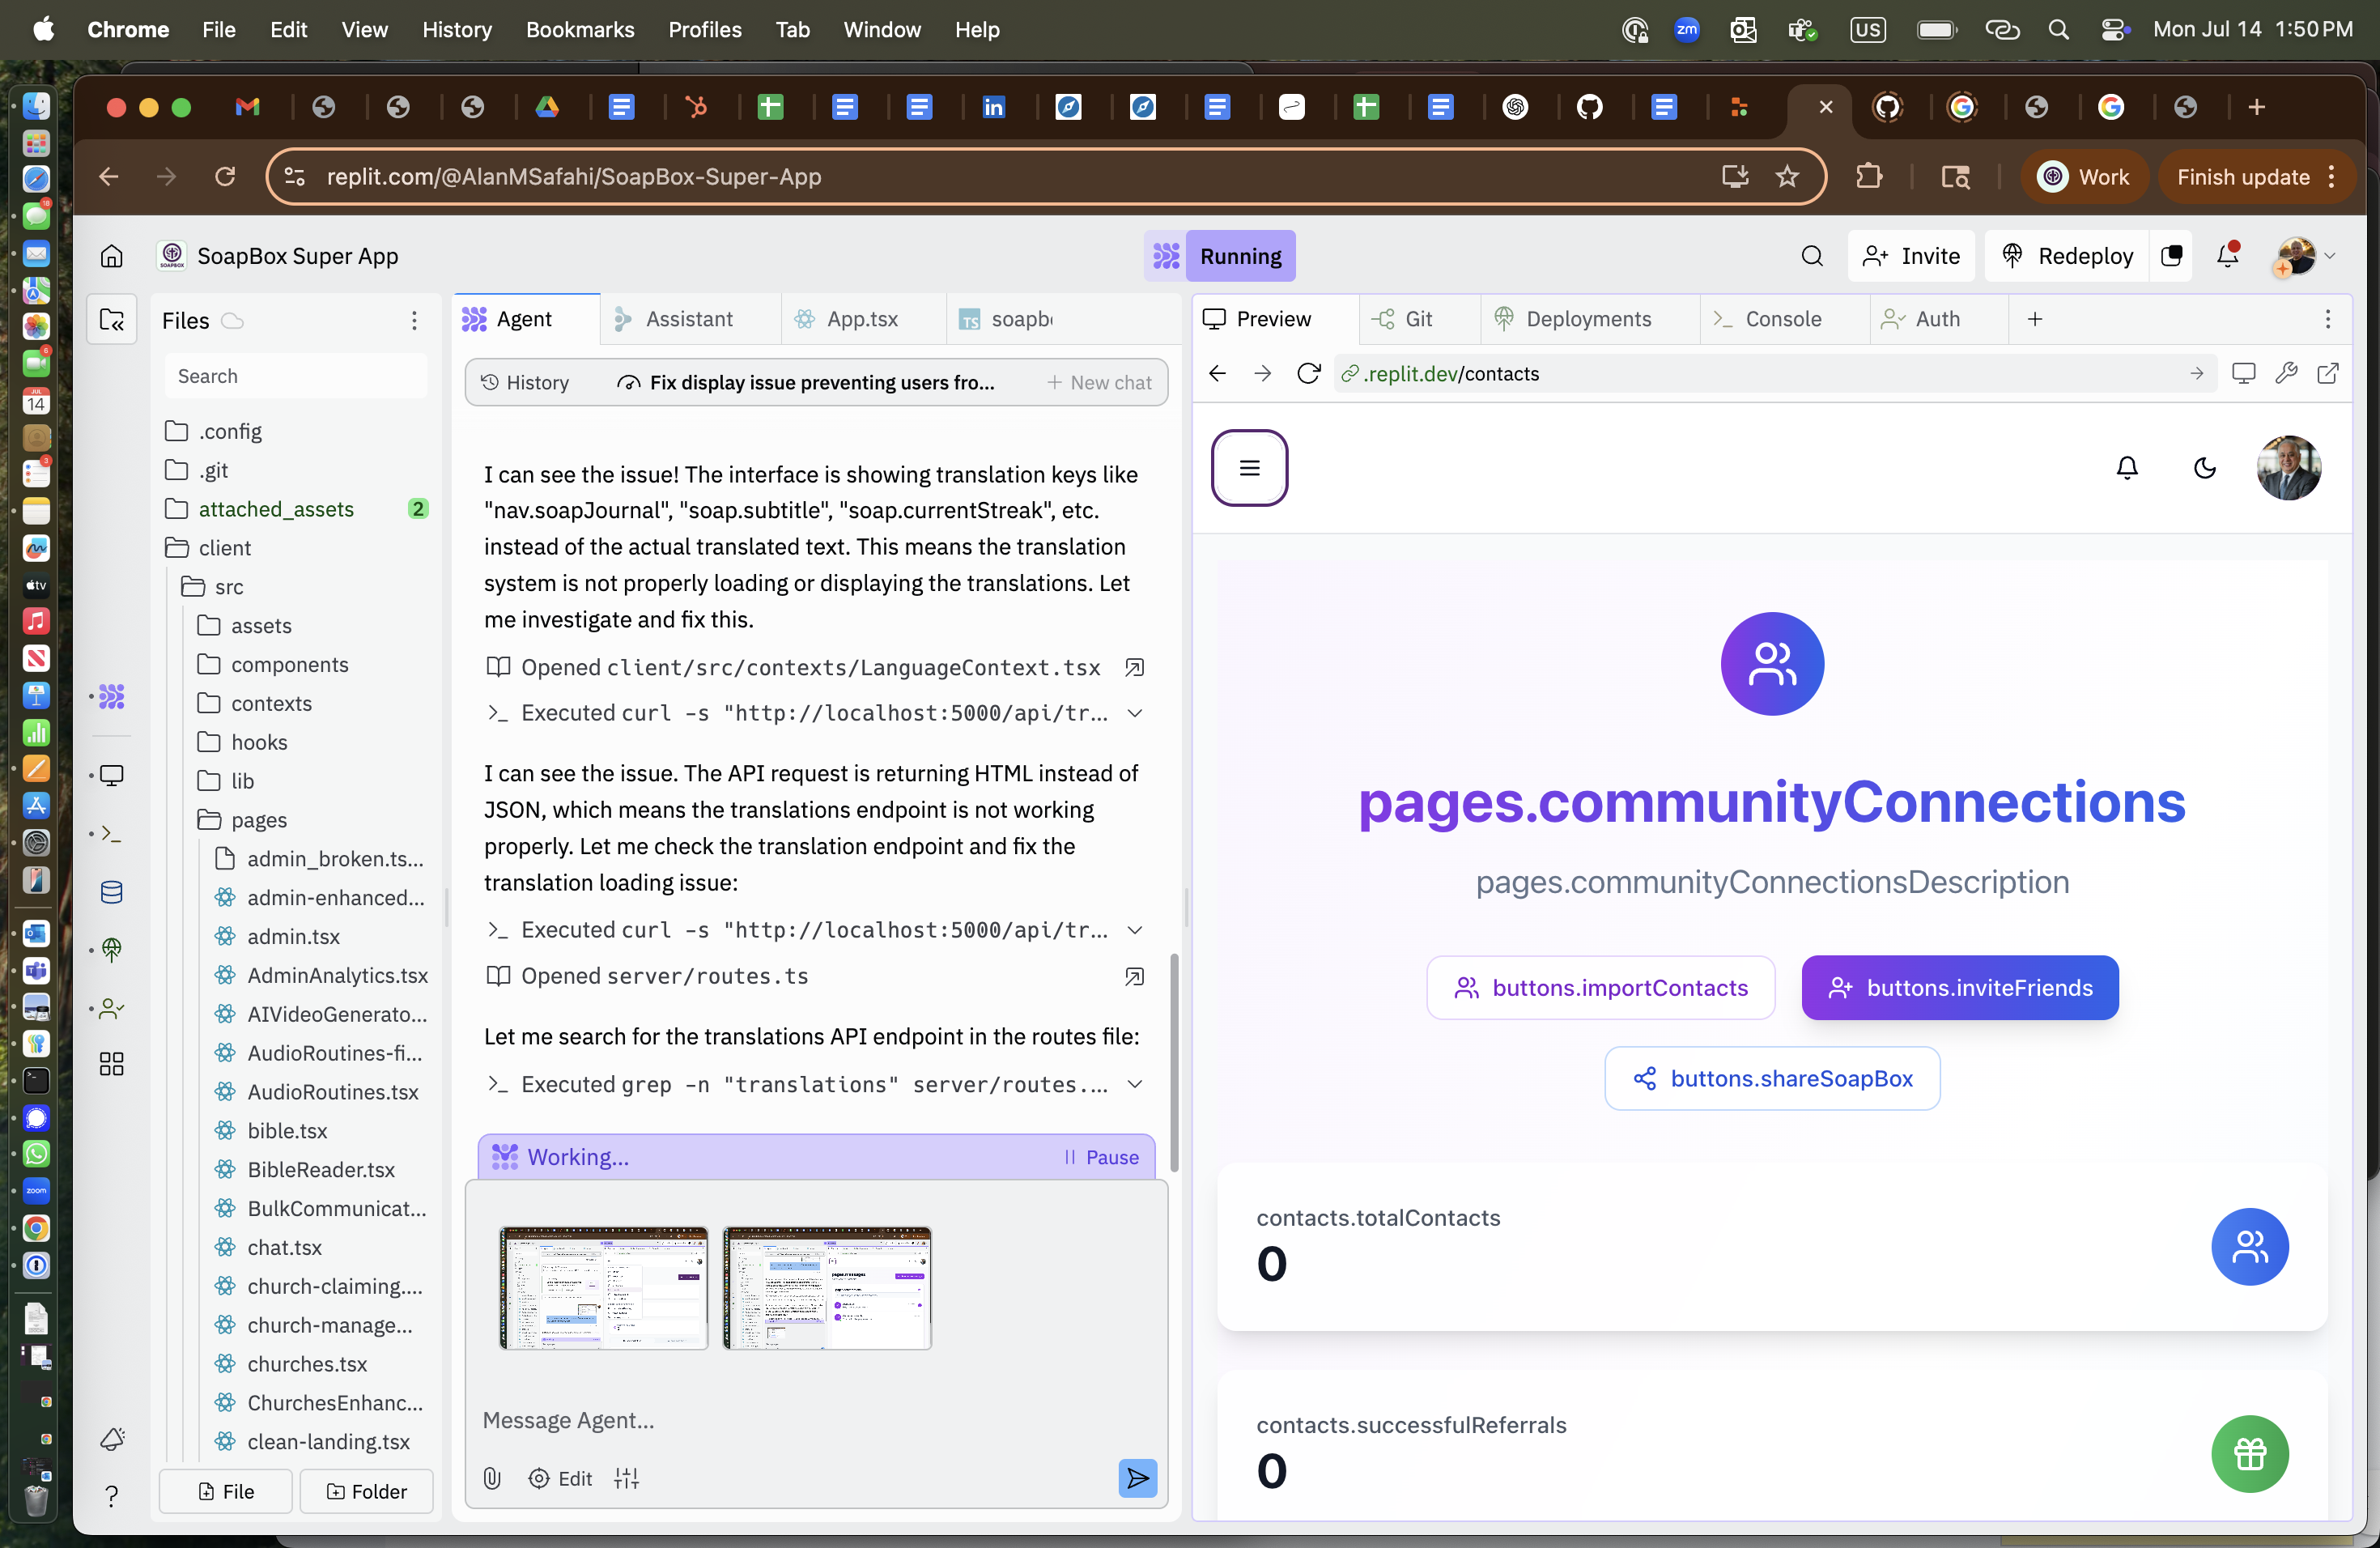 Chrome File Edit View History Bookmarks Profiles Tab Window Help
zm US Mon Jul 14 1:50 PM
replit.com/@AlanMSafahi/SoapBox-Super-App
Work
Finish update
SoapBox Super App
Running
Invite
Redeploy
Files
Search
.config
.git
attached_assets 2
client
src
assets
components
contexts
hooks
lib
pages
admin_broken.ts...
admin-enhanced...
admin.tsx
AdminAnalytics.tsx
AIVideoGenerato...
AudioRoutines-fi...
AudioRoutines.tsx
bible.tsx
BibleReader.tsx
BulkCommunicat...
chat.tsx
church-claiming....
church-manage...
churches.tsx
ChurchesEnhanc...
clean-landing.tsx
File
Folder
Agent
Assistant
App.tsx
TS soapb
History
Fix display issue preventing users fro...
+ New chat
I can see the issue! The interface is showing translation keys like
"nav.soapJournal", "soap.subtitle", "soap.currentStreak", etc.
instead of the actual translated text. This means the translation
system is not properly loading or displaying the translations. Let
me investigate and fix this.
Opened client/src/contexts/LanguageContext.tsx
Executed curl -s "http://localhost:5000/api/tr...
I can see the issue. The API request is returning HTML instead of
JSON, which means the translations endpoint is not working
properly. Let me check the translation endpoint and fix the
translation loading issue:
Executed curl -s "http://localhost:5000/api/tr...
Opened server/routes.ts
Let me search for the translations API endpoint in the routes file:
Executed grep -n "translations" server/routes....
Working...
Pause
Message Agent...
Edit
Preview
Git
Deployments
Console
Auth
.replit.dev/contacts
pages.communityConnections
pages.communityConnectionsDescription
buttons.importContacts
buttons.inviteFriends
buttons.shareSoapBox
contacts.totalContacts
0
contacts.successfulReferrals
0